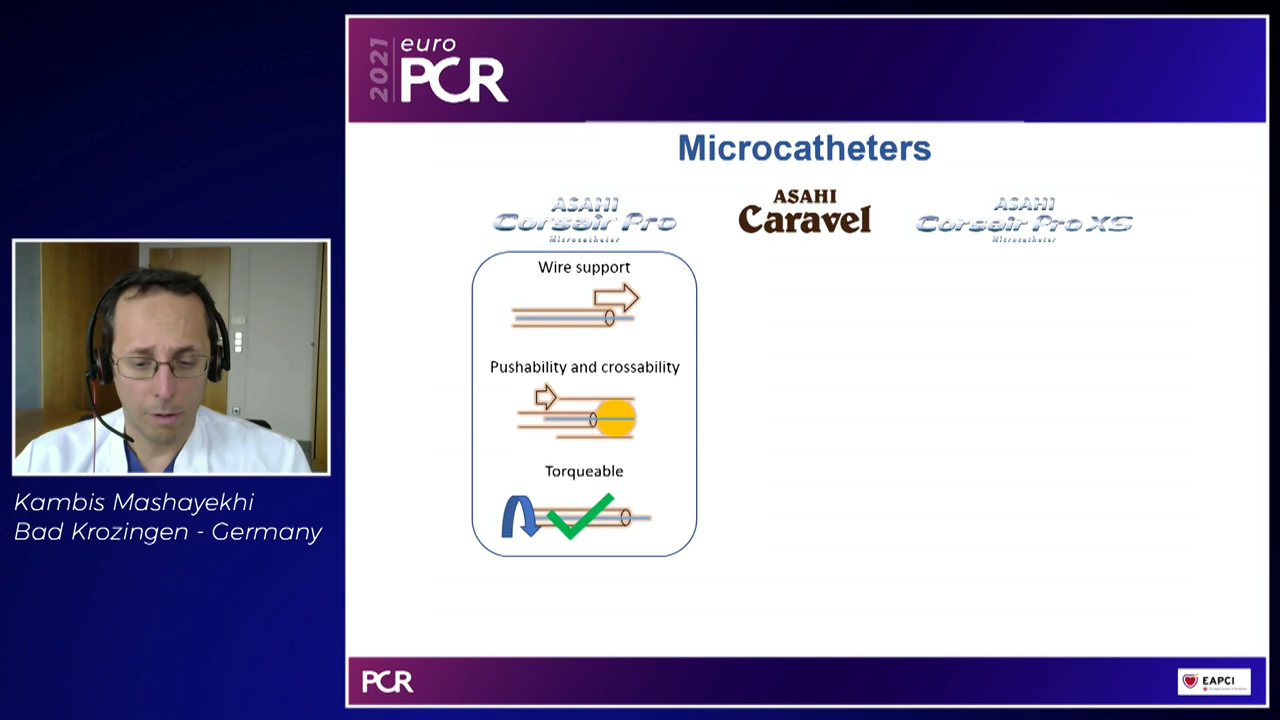 2021
euro
PCR
Microcatheters
ASAHI
Corsair Pro
Microcatheter
ASAHI
Caravel
ASAHI
Corsair Pro XS
Microcatheter
Wire support
Pushability and crossability
Torqueable
Kambis Mashayekhi
Bad Krozingen - Germany
PCR
EAPCI